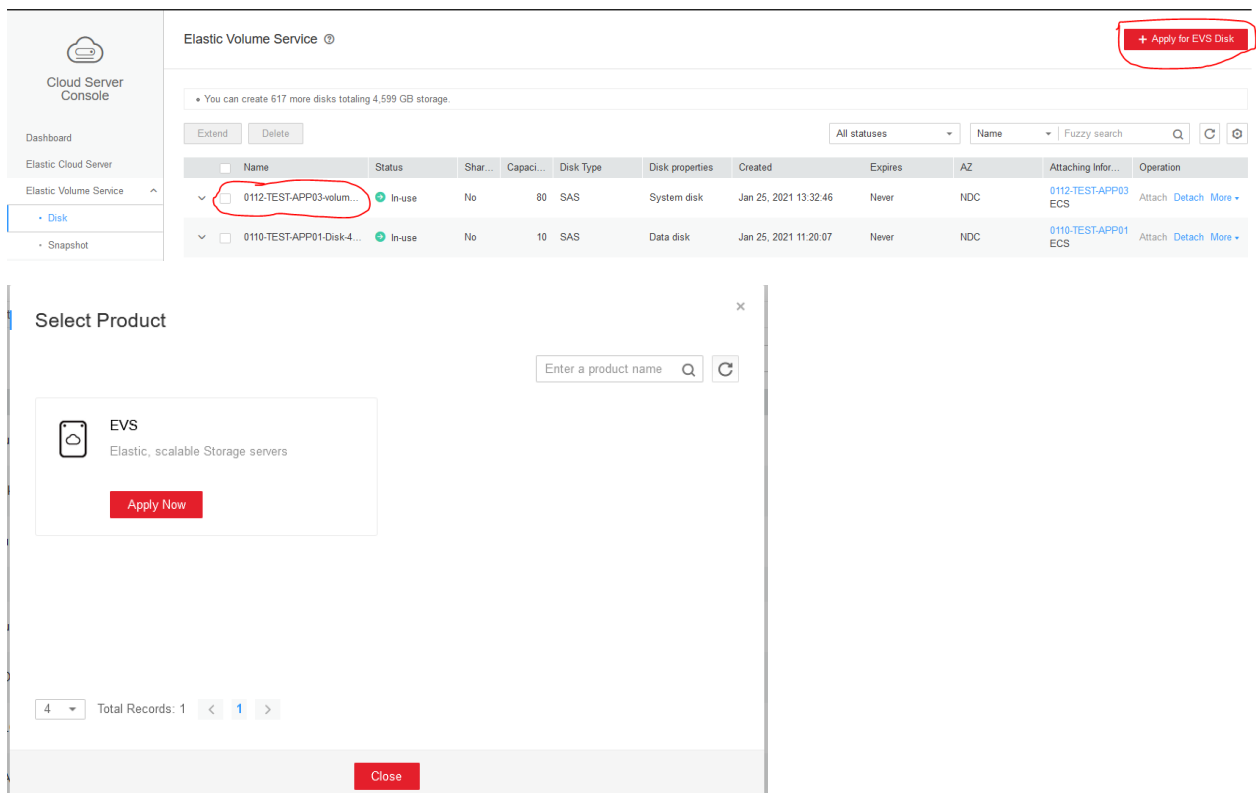 Elastic Volume Service
+ Apply for EVS Disk
Cloud Server
Console
• You can create 617 more disks totaling 4,599 GB storage.
Extend Delete All statuses Name Fuzzy search
Dashboard
Elastic Cloud Server
Elastic Volume Service
• Disk
• Snapshot
Name Status Shar... Capaci... Disk Type Disk properties Created Expires AZ Attaching Infor... Operation
0112-TEST-APP03-volum... In-use No 80 SAS System disk Jan 25, 2021 13:32:46 Never NDC 0112-TEST-APP03 Attach Detach More
ECS
0110-TEST-APP01-Disk-4... In-use No 10 SAS Data disk Jan 25, 2021 11:20:07 Never NDC 0110-TEST-APP01 Attach Detach More
ECS
Select Product
×
Enter a product name
EVS
Elastic, scalable Storage servers
Apply Now
4 Total Records: 1 < 1 >
Close